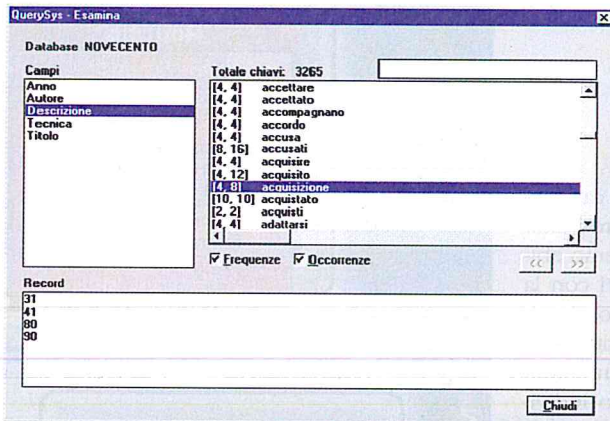 QuerySys - Examina
Database NOVECENTO
Campi
Anno
Autore
Descrizione
Tecnica
Titolo
Totale chiavi: 3265
[4, 4] accettare
[4, 4] accettato
[4, 4] accompagnano
[4, 4] accordo
[4, 4] accusa
[8, 16] accusati
[4, 4] acquisire
[4, 12] acquisito
[4, 8] acquisizione
[10, 10] acquistato
[2, 2] acquisti
[4, 4] adattarsi
Frequenze Occorrenze
<< >>
Record
31
41
80
90
Chiudi